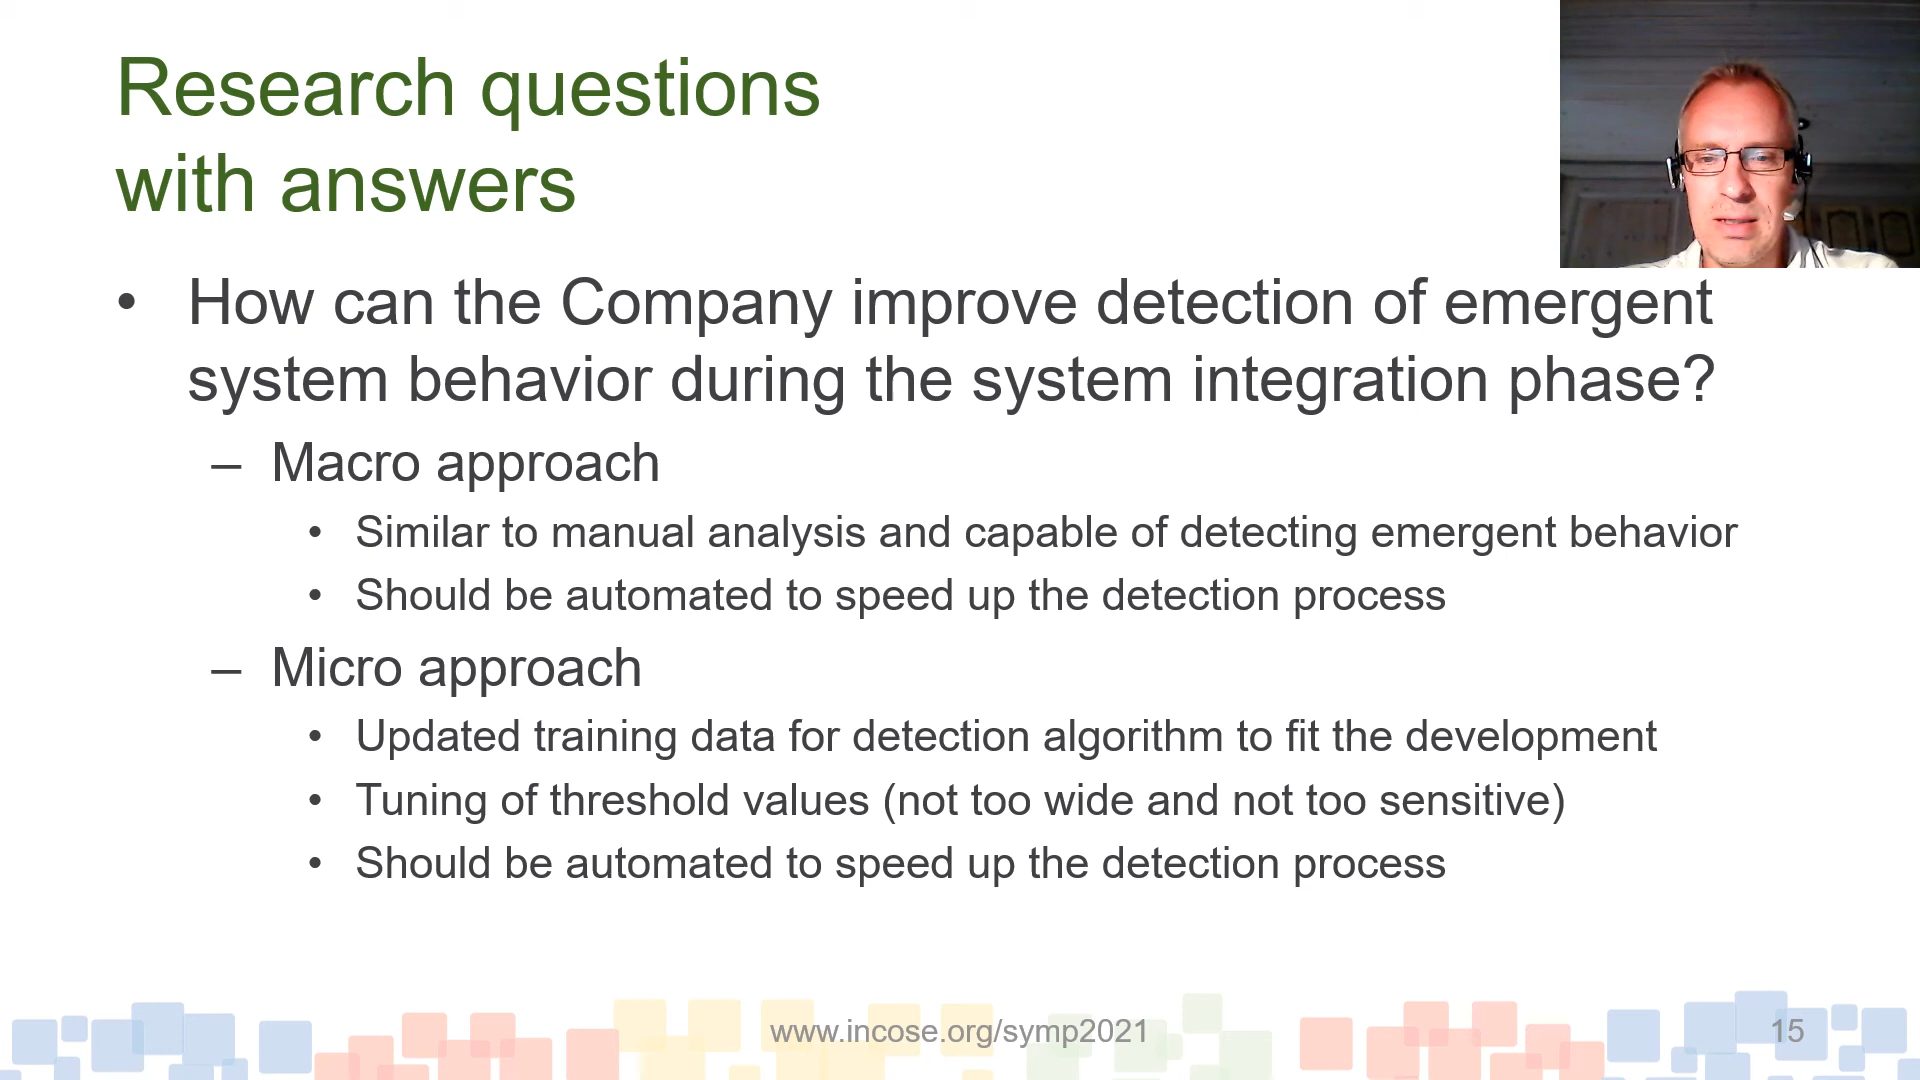 Research questions
with answers
• How can the Company improve detection of emergent
system behavior during the system integration phase?
– Macro approach
• Similar to manual analysis and capable of detecting emergent behavior
• Should be automated to speed up the detection process
– Micro approach
• Updated training data for detection algorithm to fit the development
• Tuning of threshold values (not too wide and not too sensitive)
• Should be automated to speed up the detection process
www.incose.org/symp2021
15